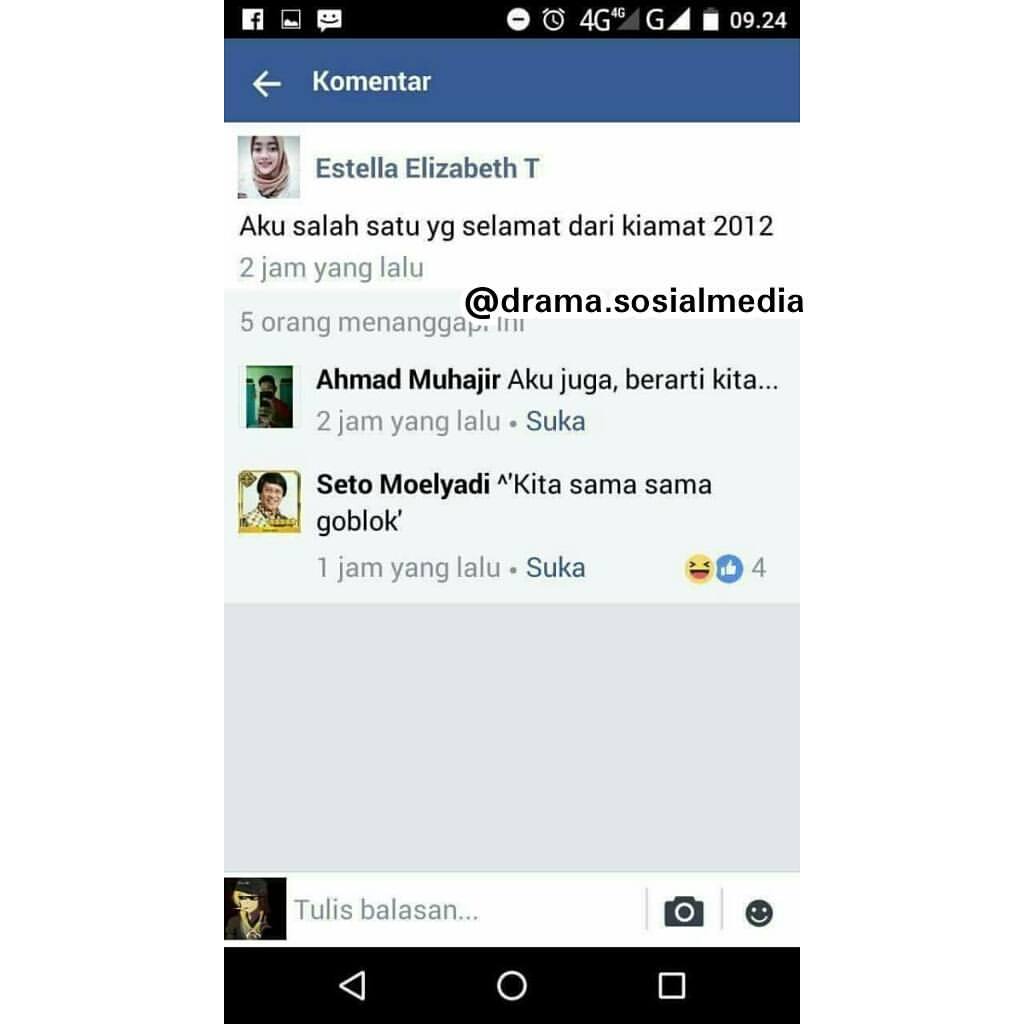 4G 4G G 09.24
Komentar
Estella Elizabeth T
Aku salah satu yg selamat dari kiamat 2012
2 jam yang lalu
@drama.sosialmedia
5 orang menanggapi ini
Ahmad Muhajir Aku juga, berarti kita...
2 jam yang lalu • Suka
Seto Moelyadi ^'Kita sama sama
goblok'
1 jam yang lalu • Suka 4
Tulis balasan...